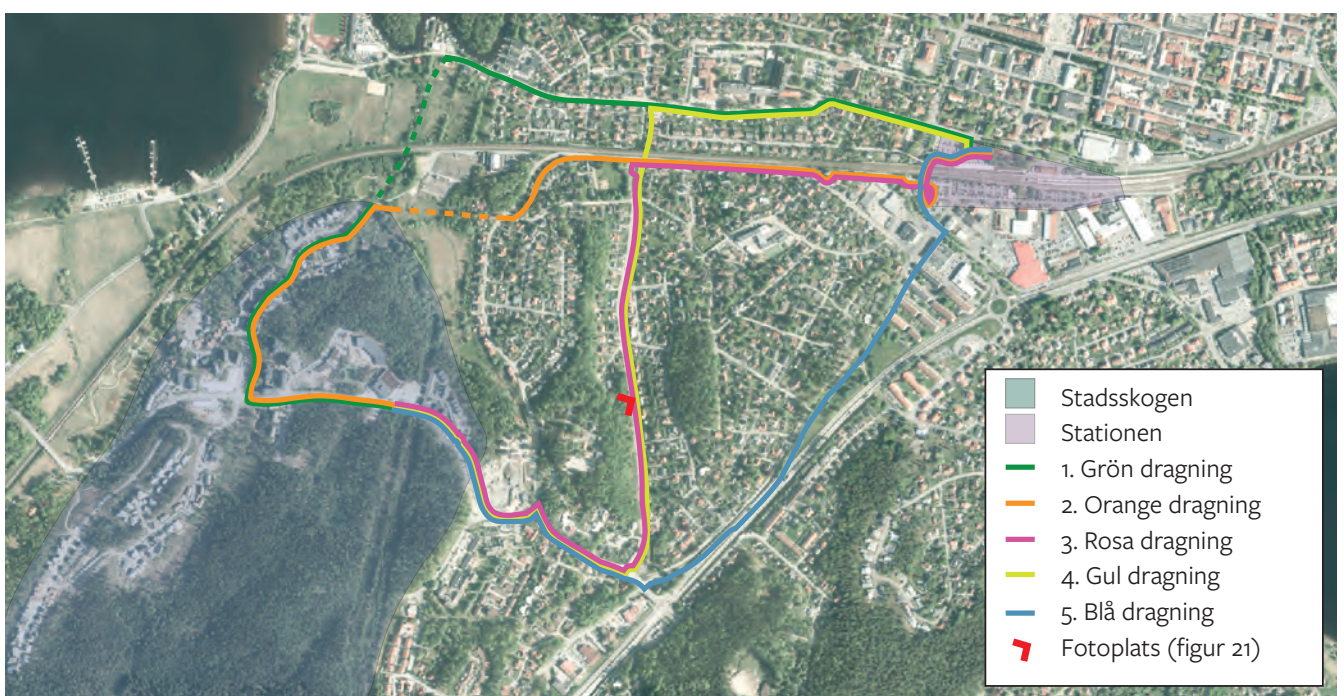 Stadsskogen
Stationen
1. Grön dragning
2. Orange dragning
3. Rosa dragning
4. Gul dragning
5. Blå dragning
Fotoplats (figur 21)